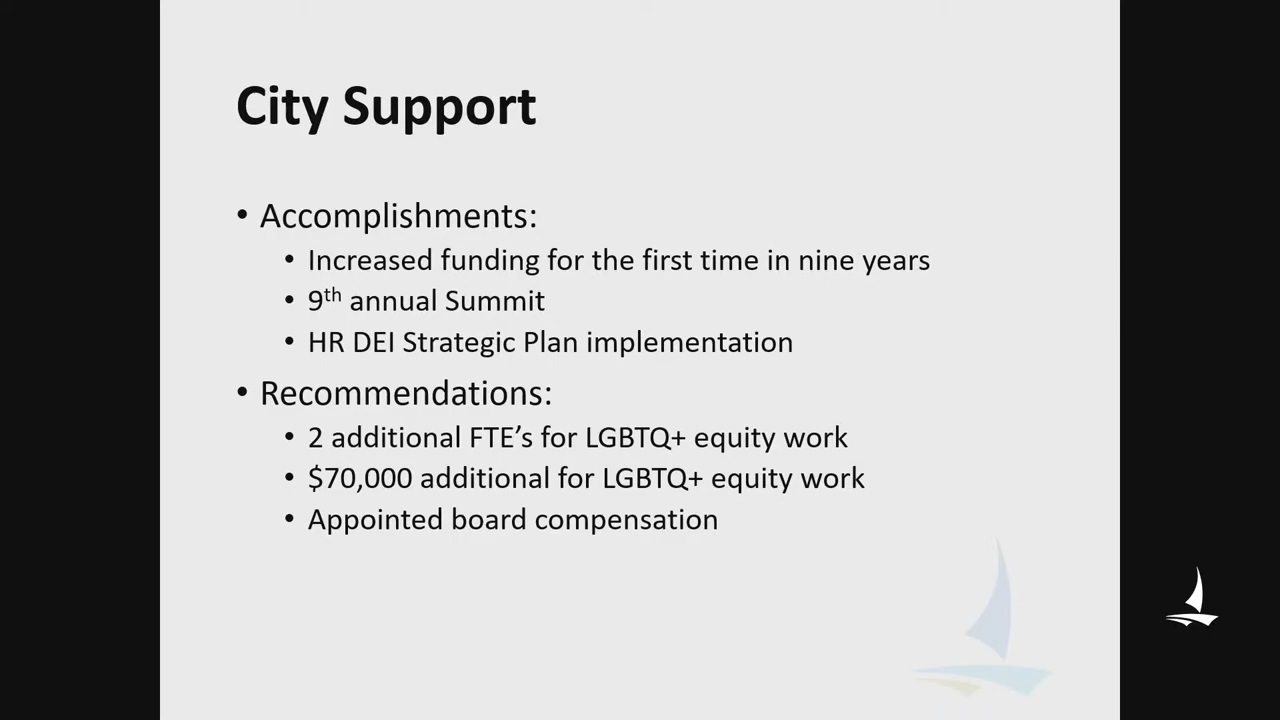 City Support
• Accomplishments:
• Increased funding for the first time in nine years
• 9th annual Summit
• HR DEI Strategic Plan implementation
• Recommendations:
• 2 additional FTE’s for LGBTQ+ equity work
• $70,000 additional for LGBTQ+ equity work
• Appointed board compensation